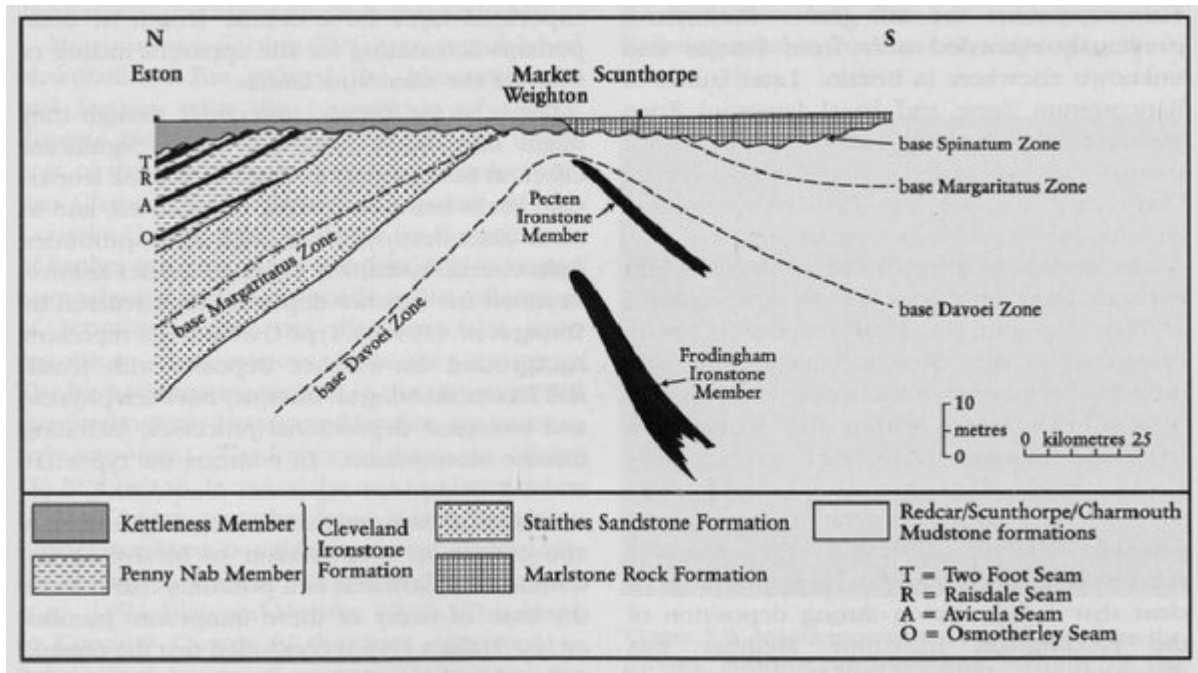 N
S
Eston
Market
Weighton
Scunthorpe
T
R
A
O
base Spinatum Zone
base Margaritatus Zone
Pecten
Ironstone
Member
base Margaritatus Zone
base Davoei Zone
base Davoei Zone
Frodingham
Ironstone
Member
10
metres
0
0 kilometres 25
Kettleness Member
Penny Nab Member
Cleveland
Ironstone
Formation
Staithes Sandstone Formation
Marlstone Rock Formation
Redcar/Scunthorpe/Charmouth
Mudstone formations
T = Two Foot Seam
R = Raisdale Seam
A = Avicula Seam
O = Osmotherley Seam